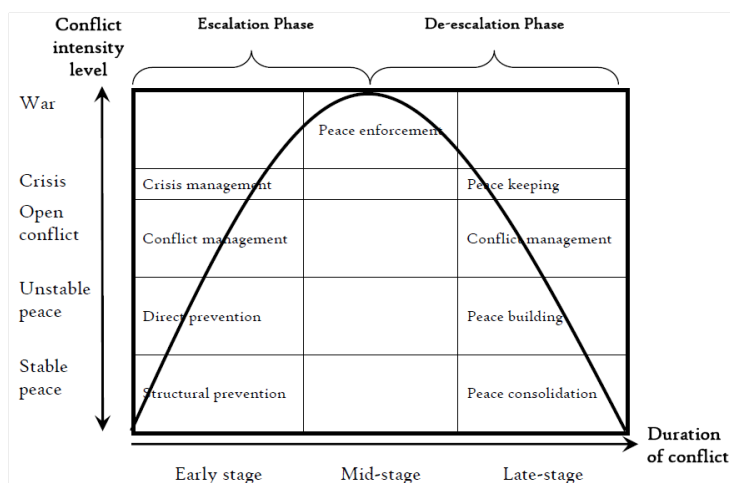 Conflict
intensity
level
Escalation Phase
De-escalation Phase
War
Peace enforcement
Crisis
Crisis management
Peace keeping
Open
conflict
Conflict management
Conflict management
Unstable
peace
Direct prevention
Peace building
Stable
peace
Structural prevention
Peace consolidation
Duration
of conflict
Early stage
Mid-stage
Late-stage